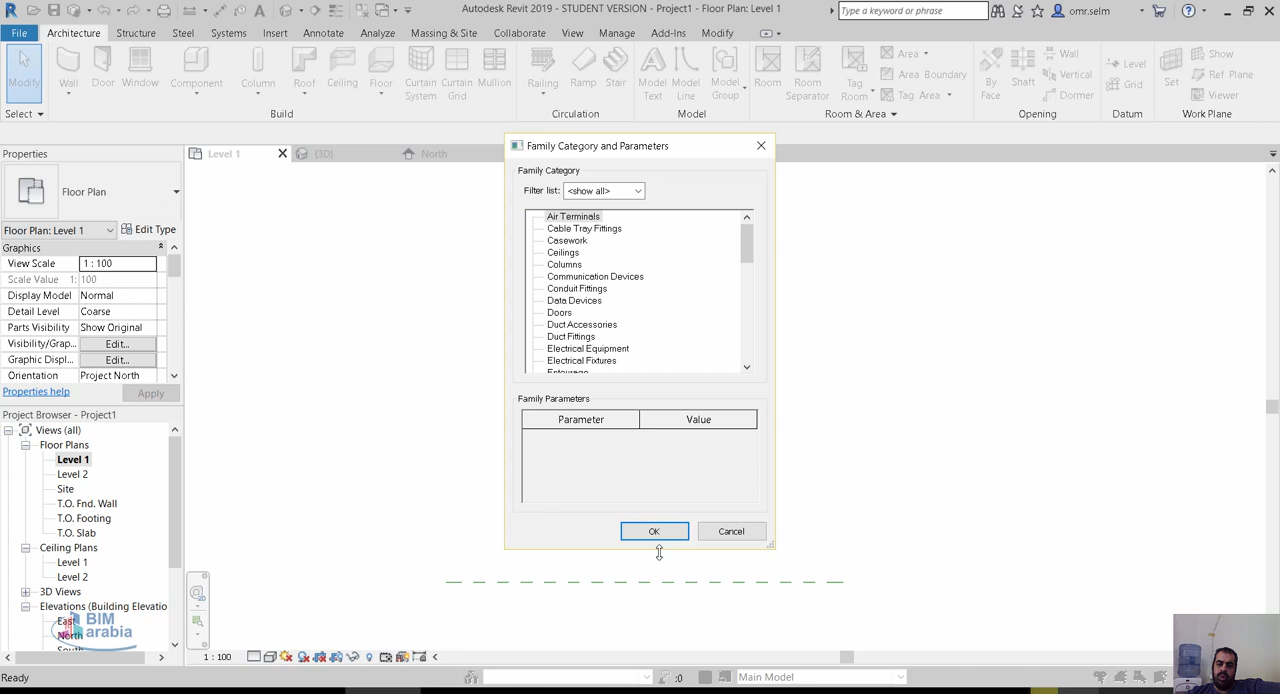 Autodesk Revit 2019 - STUDENT VERSION - Project1 - Floor Plan: Level 1
Type a keyword or phrase
omr.selm
File Architecture Structure Steel Systems Insert Annotate Analyze Massing & Site Collaborate View Manage Add-Ins Modify
Modify Wall Door Window Component Column Roof Ceiling Floor Curtain System Curtain Grid Mullion Railing Ramp Stair Model Text Model Line Model Group Room Room Separator Tag Room Area Area Boundary Tag Area By Face Shaft Wall Vertical Dormer Level Grid Set Show Ref Plane Viewer
Select Build Circulation Model Room & Area Opening Datum Work Plane
Properties
Level 1 (3D) North
Floor Plan
Floor Plan: Level 1 Edit Type
Graphics
View Scale 1 : 100
Scale Value 1: 100
Display Model Normal
Detail Level Coarse
Parts Visibility Show Original
Visibility/Grap... Edit...
Graphic Displ... Edit...
Orientation Project North
Properties help Apply
Project Browser - Project1
Views (all)
Floor Plans
Level 1
Level 2
Site
T.O. Fnd. Wall
T.O. Footing
T.O. Slab
Ceiling Plans
Level 1
Level 2
3D Views
Elevations (Building Elevatio
East
North
BIM
arabia
Family Category and Parameters
Family Category
Filter list: <show all>
Air Terminals
Cable Tray Fittings
Casework
Ceilings
Columns
Communication Devices
Conduit Fittings
Data Devices
Doors
Duct Accessories
Duct Fittings
Electrical Equipment
Electrical Fixtures
Entourage
Family Parameters
Parameter Value
OK Cancel
1 : 100
Ready
:0
Main Model